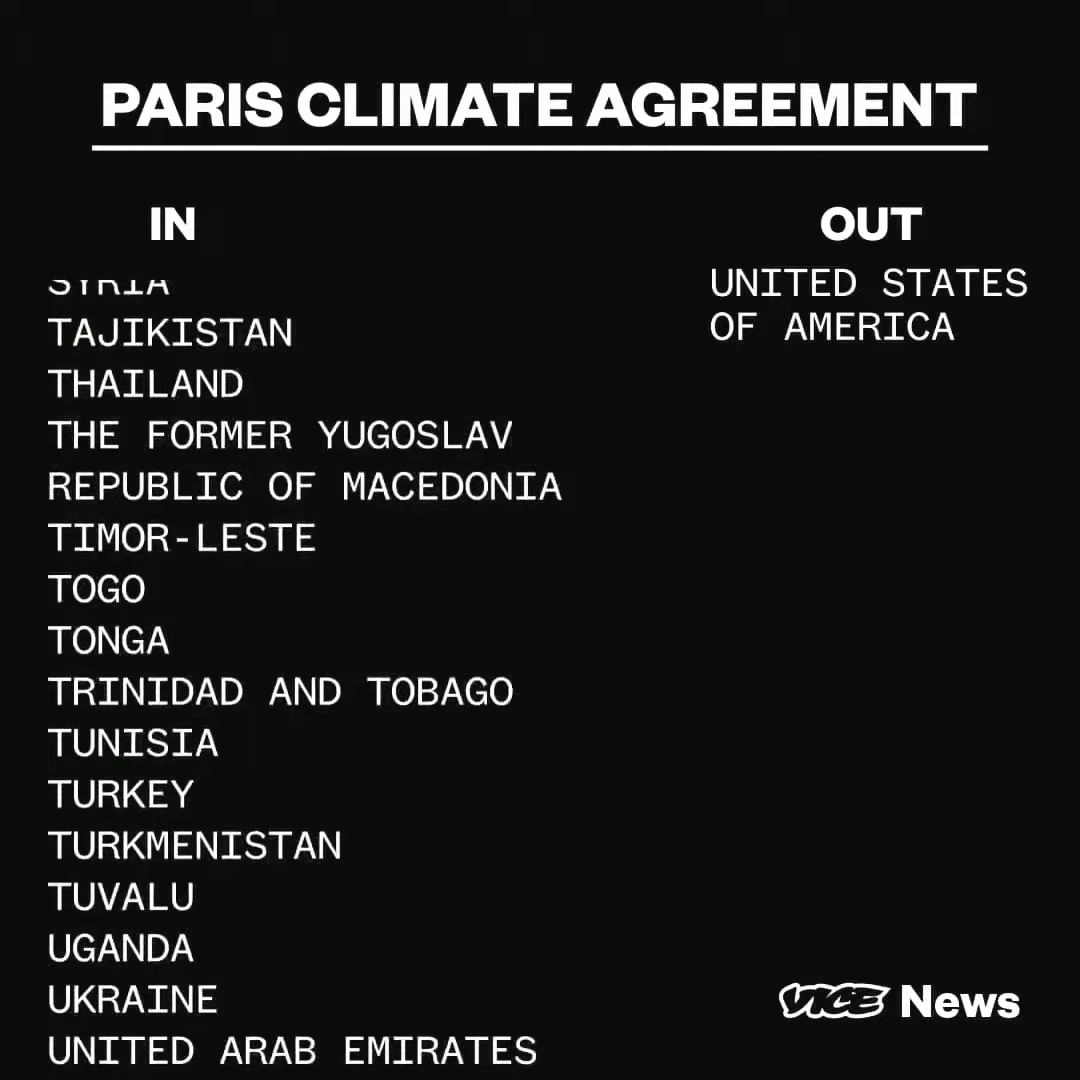 PARIS CLIMATE AGREEMENT
IN
OUT
SYRIA
TAJIKISTAN
THAILAND
THE FORMER YUGOSLAV
REPUBLIC OF MACEDONIA
TIMOR-LESTE
TOGO
TONGA
TRINIDAD AND TOBAGO
TUNISIA
TURKEY
TURKMENISTAN
TUVALU
UGANDA
UKRAINE
UNITED ARAB EMIRATES
UNITED STATES
OF AMERICA
VICE News